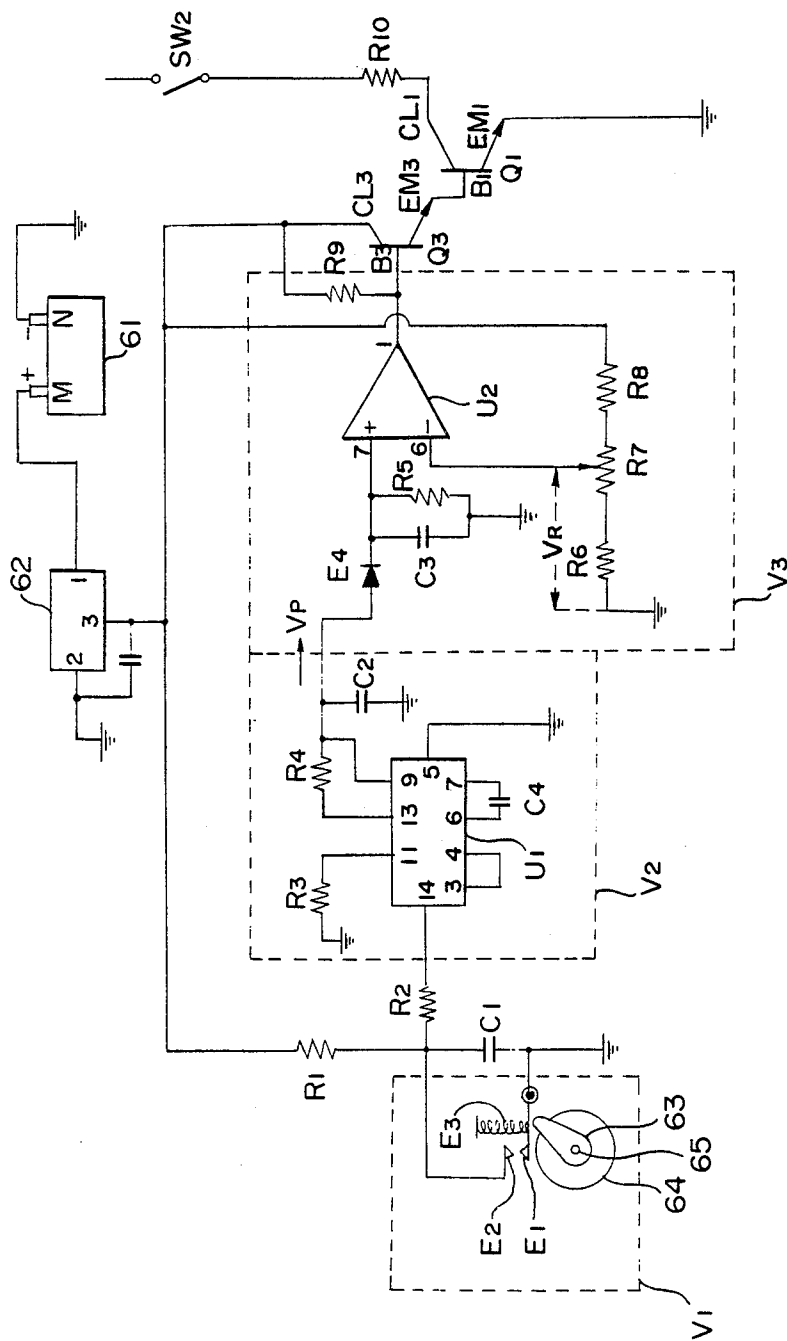 62
2
1
3
+
-
M
N
61
SW2
R10
CL3
CL1
R9
B3
EM3
Q3
B1
EM1
Q1
R1
R3
R4
VP
C2
E4
R2
14
11
13
9
5
3
4
6
7
U1
C4
C3
R5
7
+
6
-
1
U2
C1
E3
E2
E1
63
65
64
VR
R6
R7
R8
V1
V2
V3